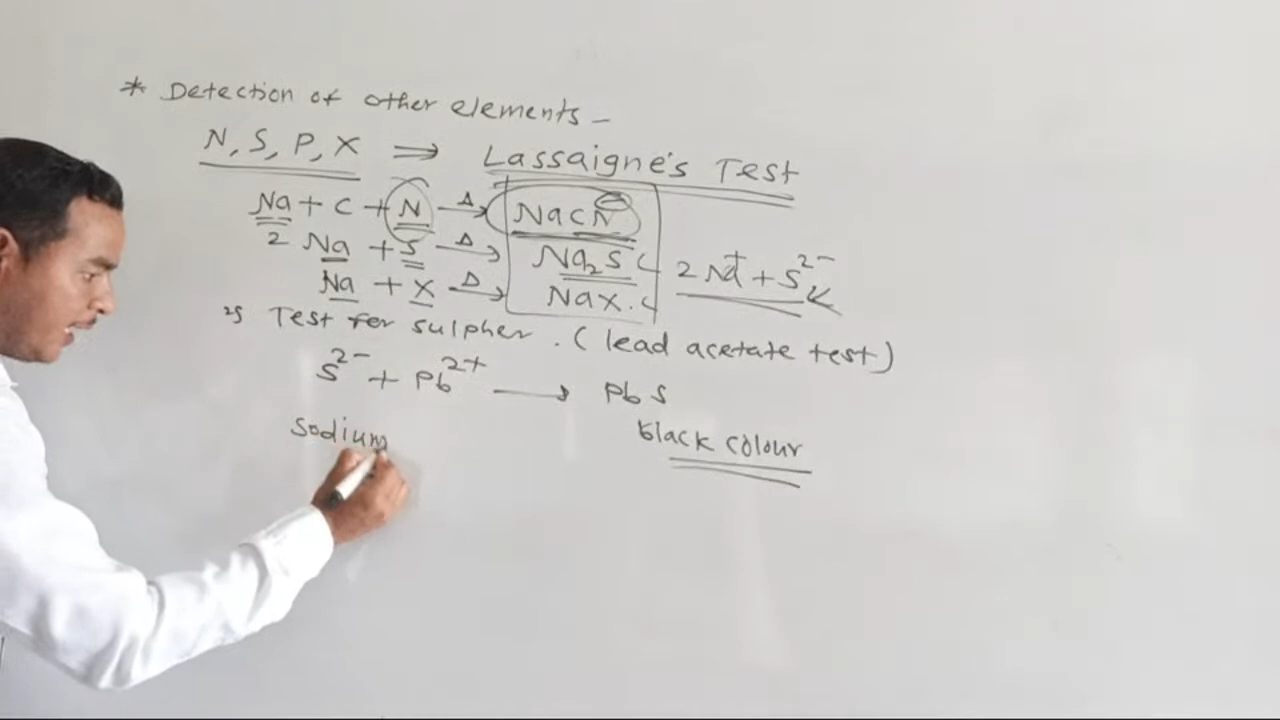 * Detection of other elements -
N, S, P, X ⇒ Lassaigne's Test
Na + C + N —Δ→ NaCN
2 Na + S —Δ→ Na2S 2 Na⁺ + S²⁻
Na + X —Δ→ NaX.
2) Test for sulpher. (lead acetate test)
S²⁻ + Pb²⁺ ⟶ PbS
black colour
Sodium